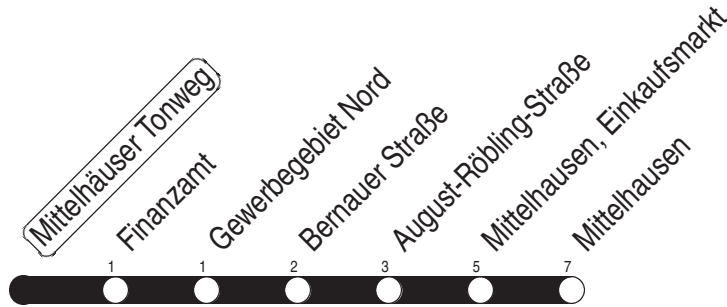 Mittelhäuser Tonweg
Finanzamt
Gewerbegebiet Nord
Bernauer Straße
August-Röbling-Straße
Mittelhausen, Einkaufsmarkt
Mittelhausen
1 1 2 3 5 7